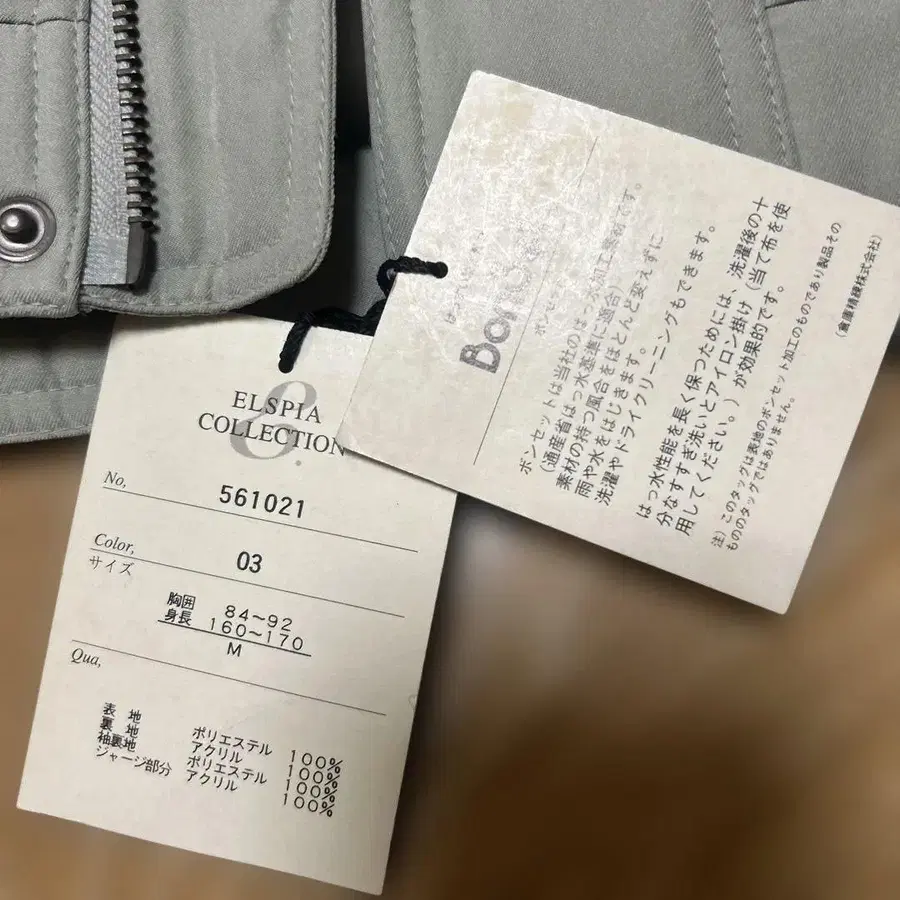 ELSPIA
COLLECTION
&
No,
561021
Color,
03
サイズ
胸囲 84~92
身長 160~170
M
Qua,
表地 ポリエステル 100%
裏地 アクリル 100%
袖裏地 ポリエステル 100%
ジャージ部分 アクリル 100%
ボンセットは当社のはっ水加工素材です。
(通産省はっ水基準に適合)
素材の持つ風合をほとんど変えずに
雨や水をはじきます。
洗濯やドライクリーニングもできます。
はっ水性能を長く保つためには、洗濯後の十
分なすすぎ洗いとアイロン掛け(当て布を使
用してください。)が効果的です。
注)このタッグは表地のボンセット加工のものであり製品その
もののタッグではありません。
(倉庫精練株式会社)